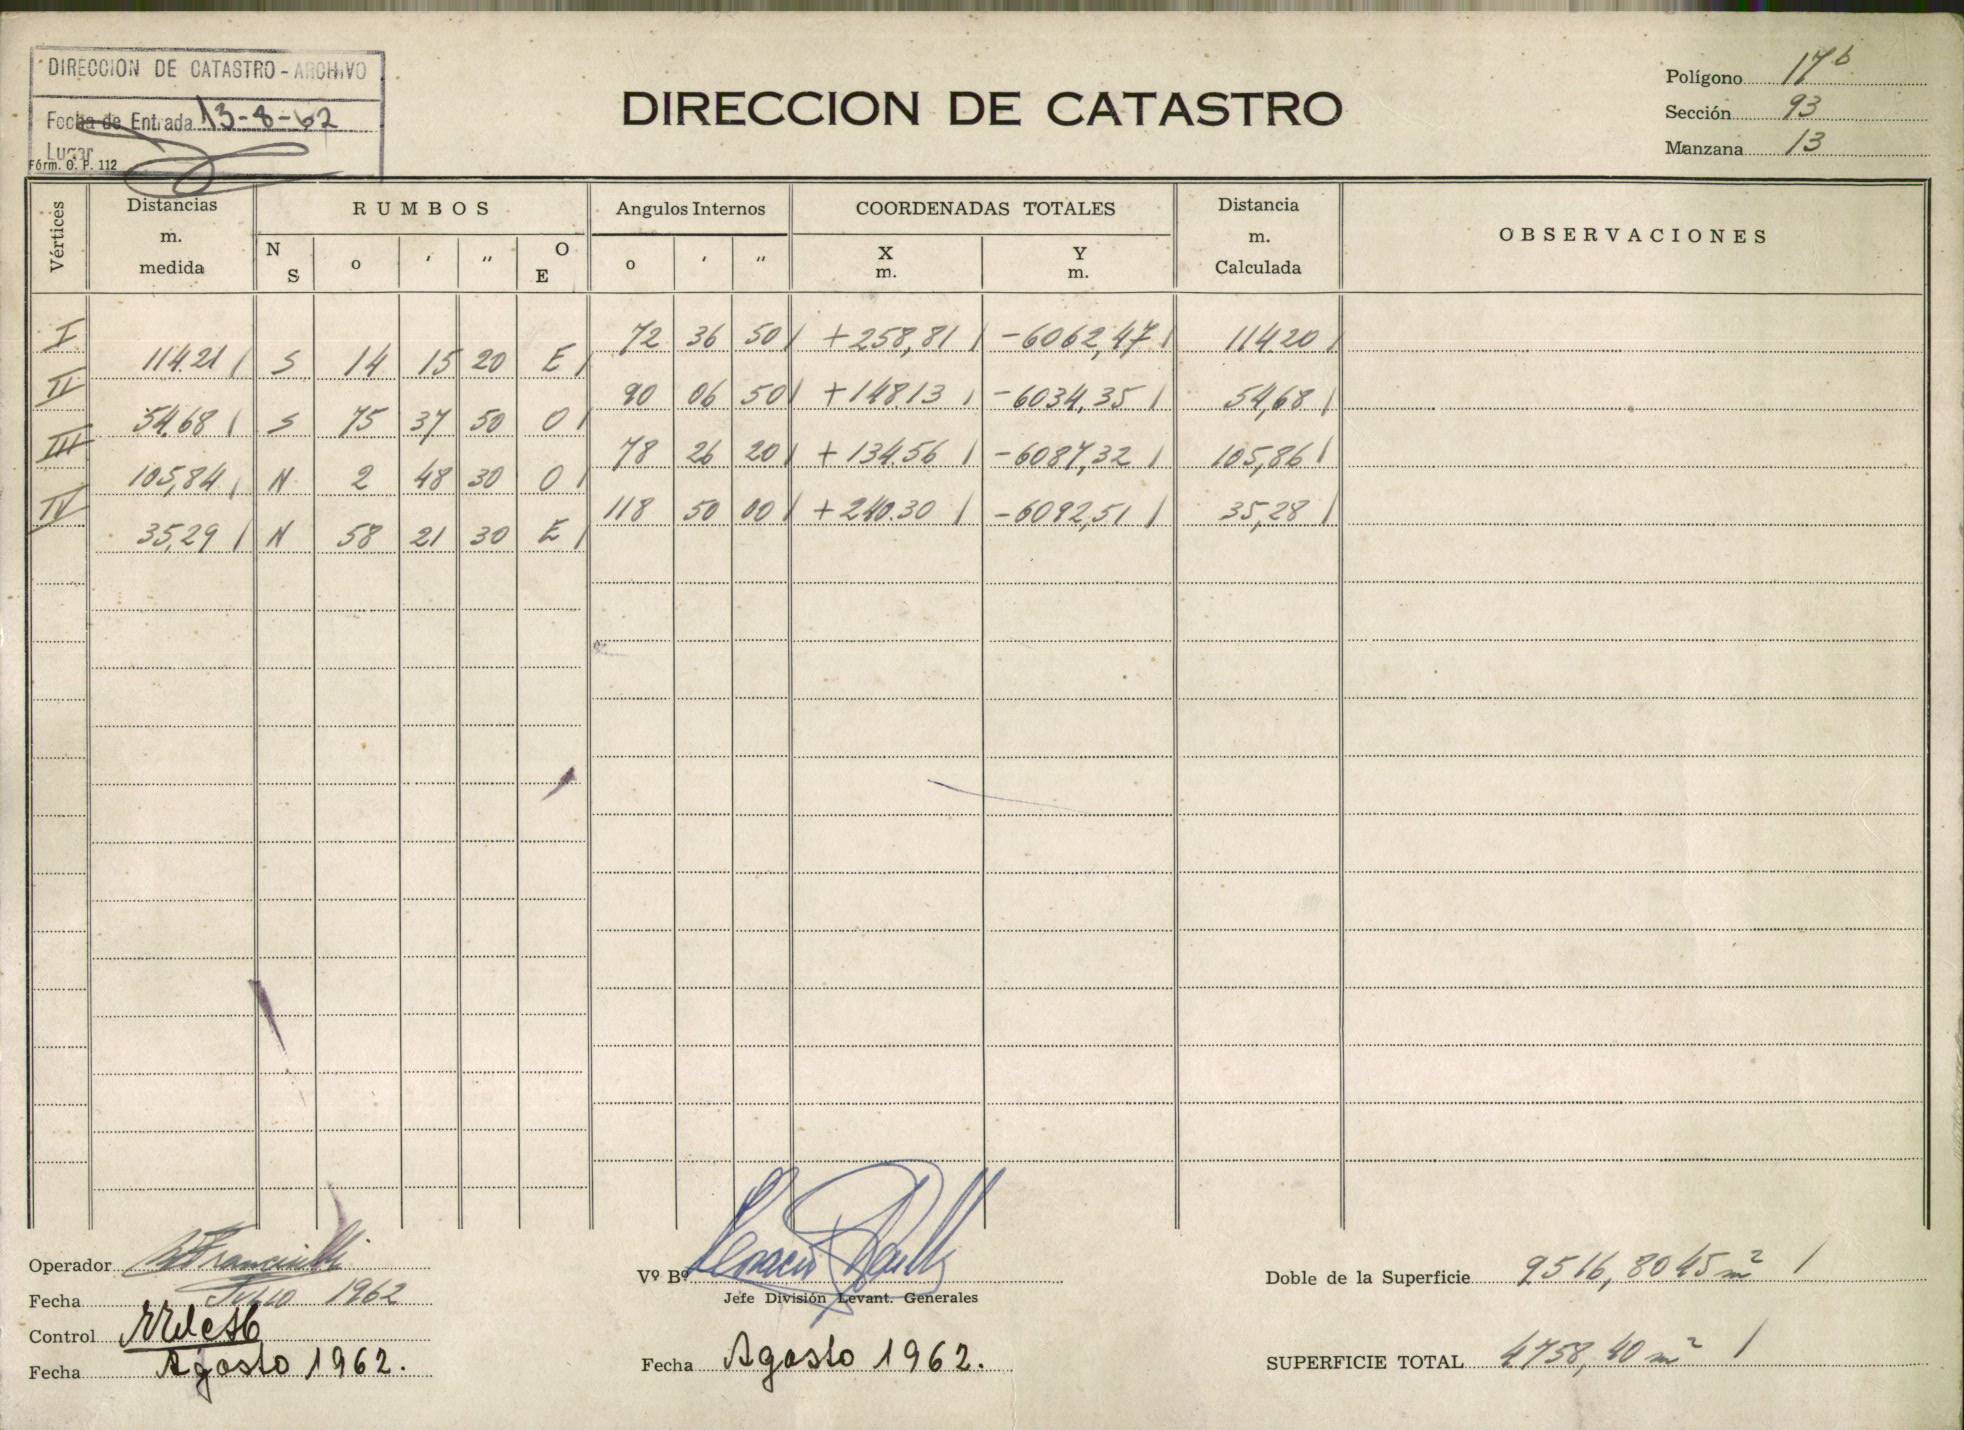 DIRECCION DE CATASTRO - ARCHIVO
Fecha de Entrada 13-8-62
Lugar
Fórm. O. P. 112
DIRECCION DE CATASTRO
Polígono 17b
Sección 93
Manzana 13
Vértices Distancias m. medida RUMBOS Angulos Internos COORDENADAS TOTALES Distancia m. Calculada OBSERVACIONES
N S o ' " O E o ' " X m. Y m.
I 72 36 50 +258,81 -6062,47 114.20
114.21 S 14 15 20 E
II 90 06 50 +148 13 -6034,35 54,68
54.68 S 75 37 50 O
III 78 26 20 +134.56 -6087,32 105,86
105,84 N 2 48 30 O
IV 118 50 00 +240.30 -6092,51 35,28
35,29 N 58 21 30 E
Operador
Fecha Julio 1962
Control
Fecha Agosto 1962.
Vº Bº
Jefe División Levant. Generales
Fecha Agosto 1962.
Doble de la Superficie 9516,8045 m²
SUPERFICIE TOTAL 4758,40 m²